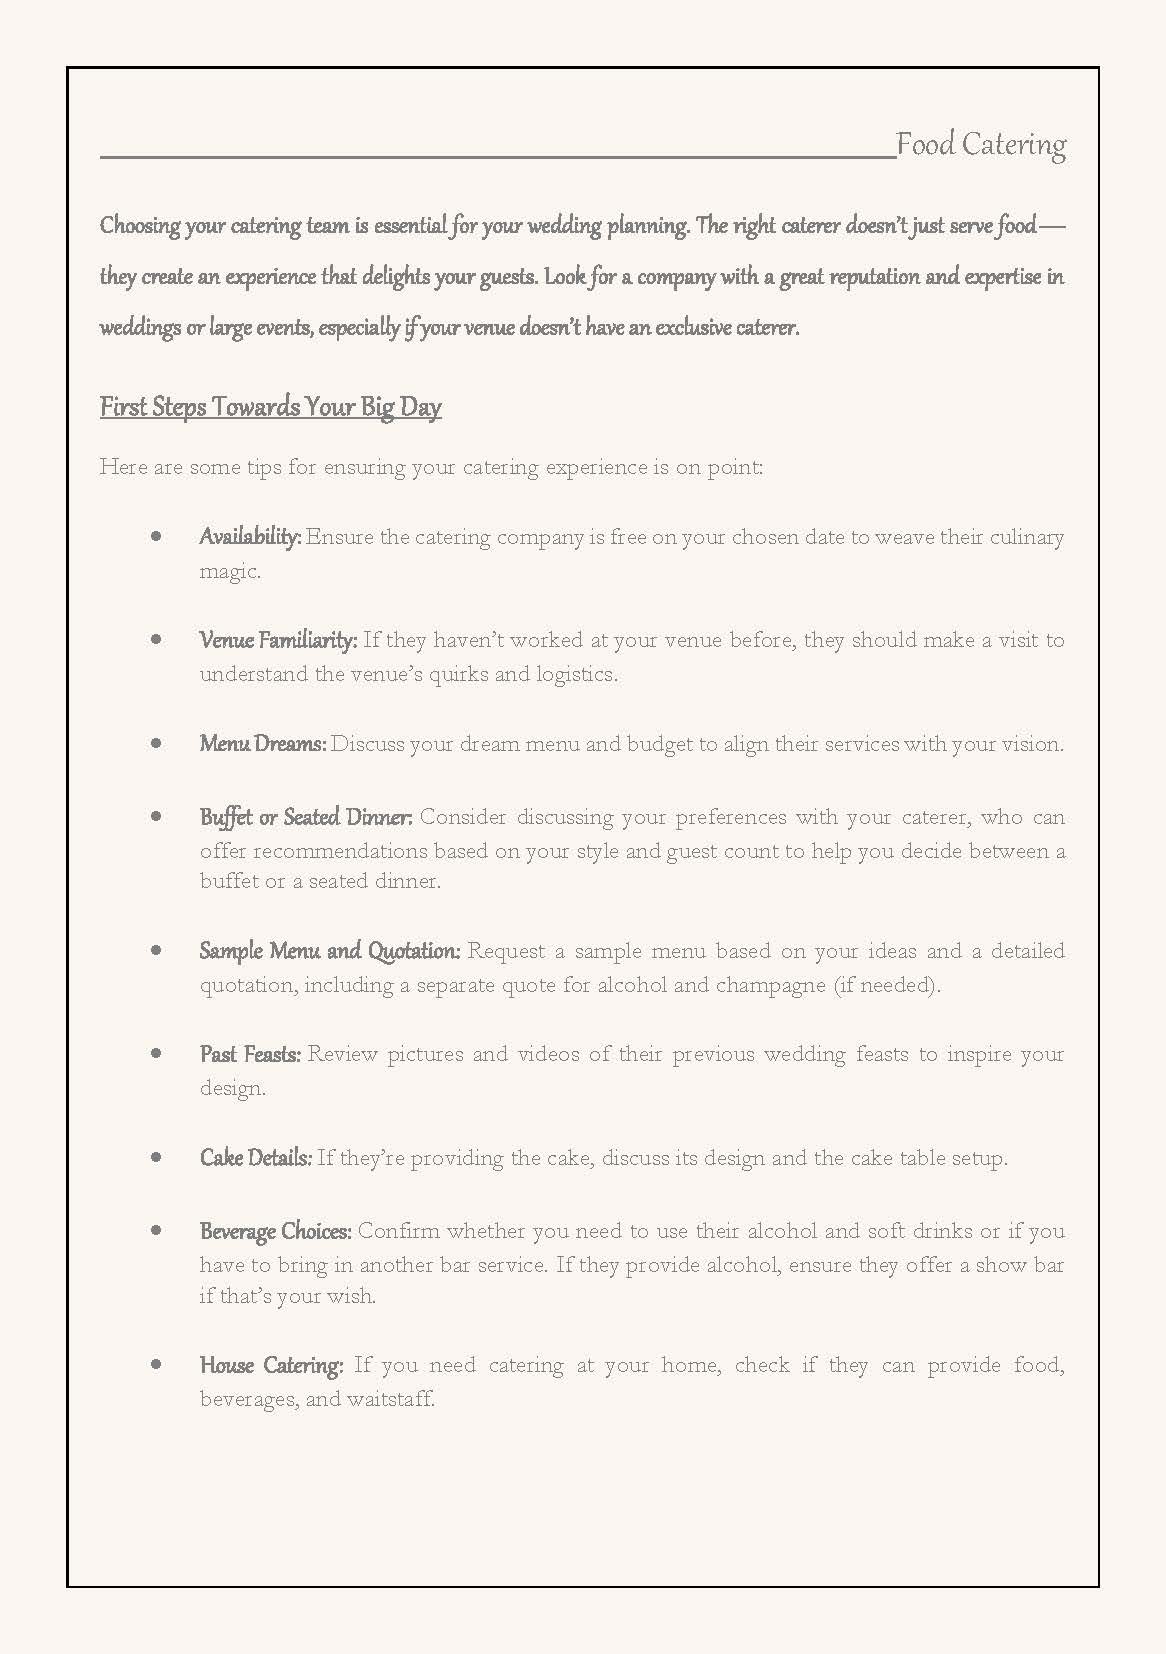 Food Catering
Choosing your catering team is essential for your wedding planning. The right caterer doesn’t just serve food—
they create an experience that delights your guests. Look for a company with a great reputation and expertise in
weddings or large events, especially if your venue doesn’t have an exclusive caterer.
First Steps Towards Your Big Day
Here are some tips for ensuring your catering experience is on point:
• Availability: Ensure the catering company is free on your chosen date to weave their culinary
magic.
• Venue Familiarity: If they haven’t worked at your venue before, they should make a visit to
understand the venue’s quirks and logistics.
• Menu Dreams: Discuss your dream menu and budget to align their services with your vision.
• Buffet or Seated Dinner: Consider discussing your preferences with your caterer, who can
offer recommendations based on your style and guest count to help you decide between a
buffet or a seated dinner.
• Sample Menu and Quotation: Request a sample menu based on your ideas and a detailed
quotation, including a separate quote for alcohol and champagne (if needed).
• Past Feasts: Review pictures and videos of their previous wedding feasts to inspire your
design.
• Cake Details: If they’re providing the cake, discuss its design and the cake table setup.
• Beverage Choices: Confirm whether you need to use their alcohol and soft drinks or if you
have to bring in another bar service. If they provide alcohol, ensure they offer a show bar
if that’s your wish.
• House Catering: If you need catering at your home, check if they can provide food,
beverages, and waitstaff.